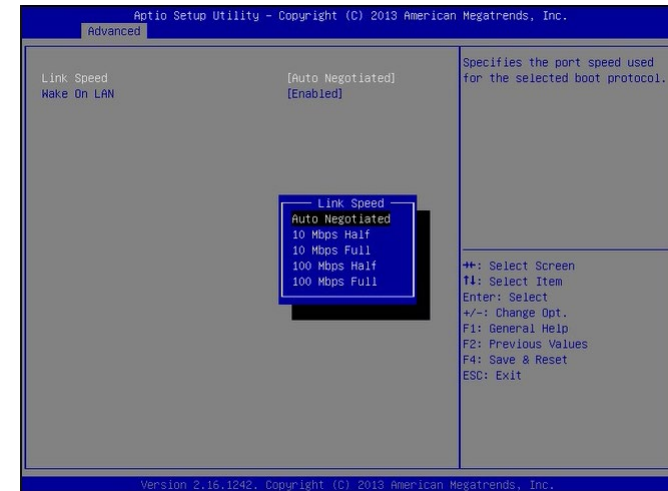 Aptio Setup Utility – Copyright (C) 2013 American Megatrends, Inc.
Advanced
Link Speed [Auto Negotiated]
Wake On LAN [Enabled]
Specifies the port speed used
for the selected boot protocol.
Link Speed
Auto Negotiated
10 Mbps Half
10 Mbps Full
100 Mbps Half
100 Mbps Full
→←: Select Screen
↑↓: Select Item
Enter: Select
+/-: Change Opt.
F1: General Help
F2: Previous Values
F4: Save & Reset
ESC: Exit
Version 2.16.1242. Copyright (C) 2013 American Megatrends, Inc.